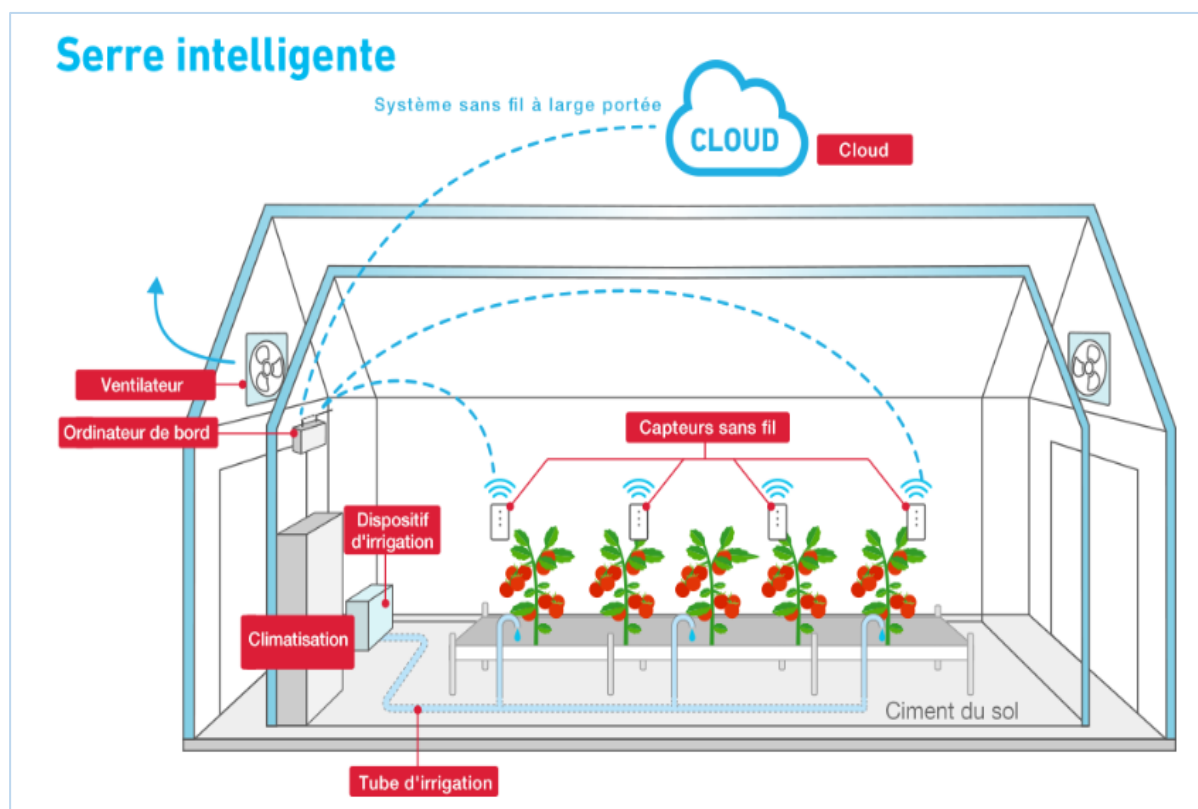 Serre intelligente
Système sans fil à large portée
CLOUD
Cloud
Ventilateur
Ordinateur de bord
Capteurs sans fil
Dispositif
d'irrigation
Climatisation
Ciment du sol
Tube d'irrigation